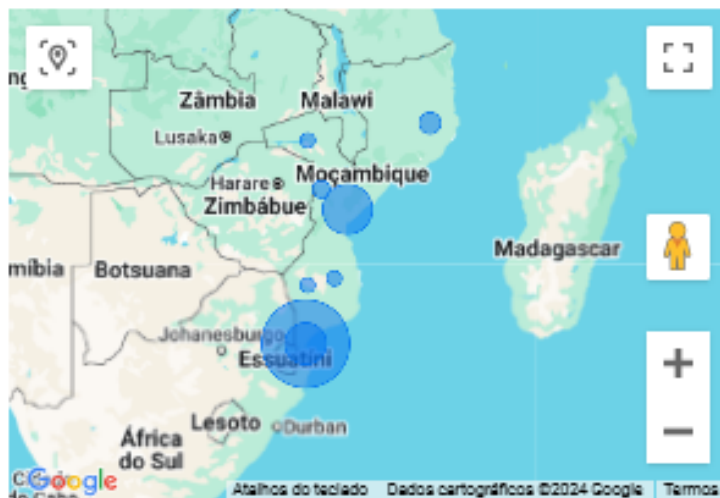 Zâmbia
Malawi
Lusaka
Moçambique
Harare
Zimbábue
Madagascar
míbia
Botsuana
Johanesburgo
Essuatíni
Lesoto
Durban
África
do Sul
Google
Atalhos do teclado
Dados cartográficos ©2024 Google
Termos